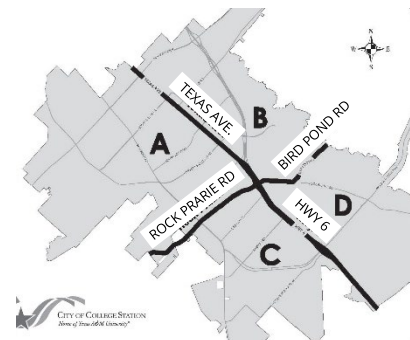 N
W
E
S
TEXAS AVE.
B
BIRD POND RD
A
ROCK PRARIE RD
D
HWY 6
C
CITY OF COLLEGE STATION
Home of Texas A&M University®